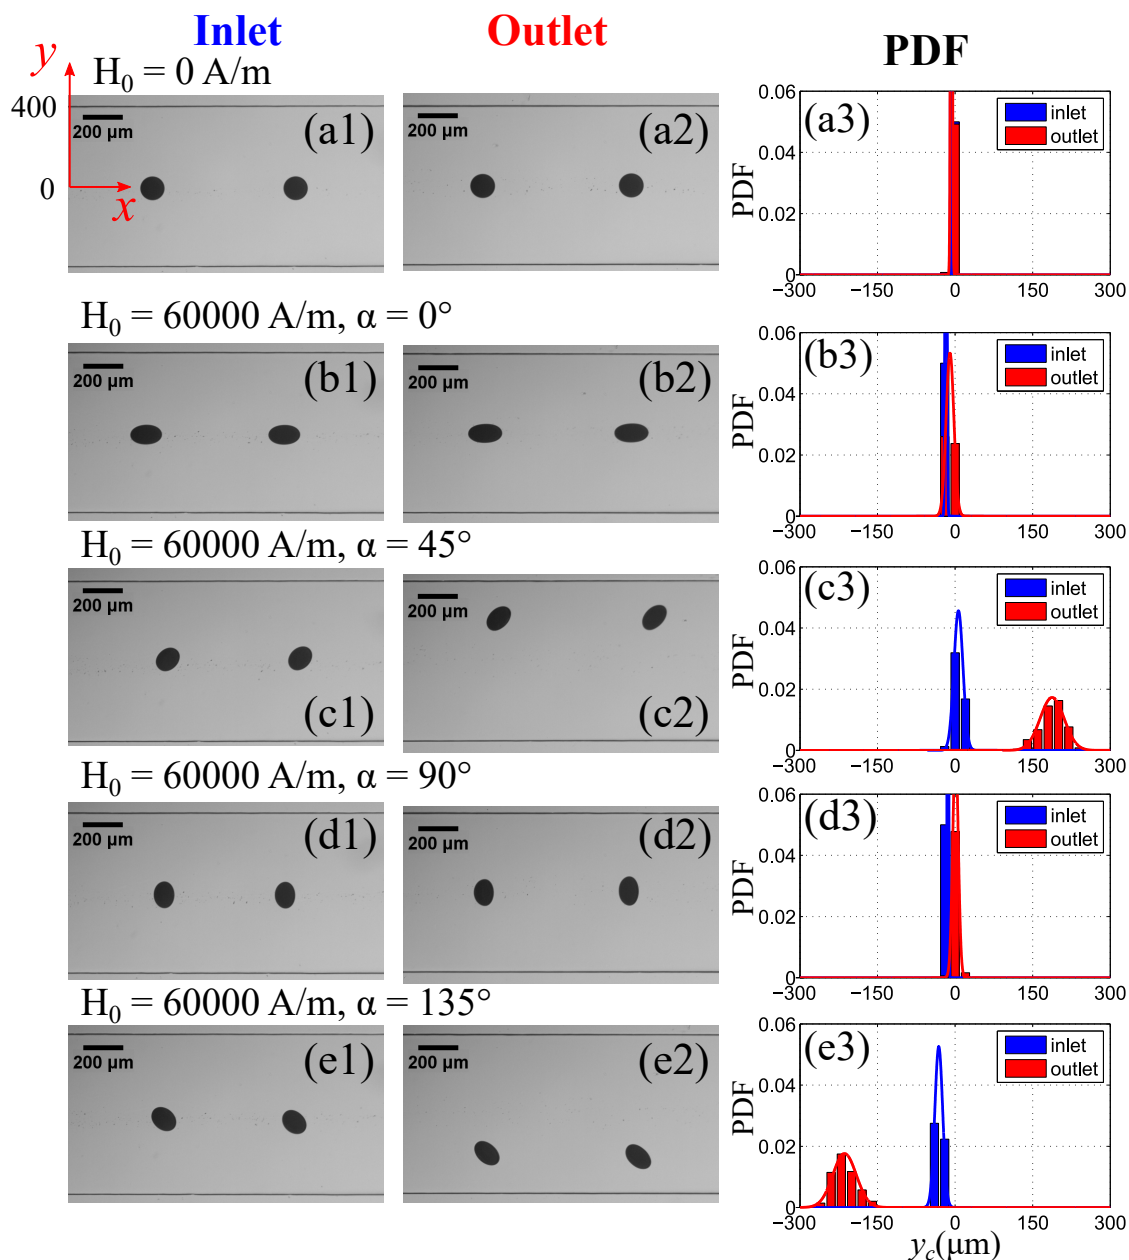 Inlet
Outlet
PDF
y
H₀ = 0 A/m
400
0
x
200 μm
(a1)
200 μm
(a2)
(a3)
inlet
outlet
PDF
0.06
0.04
0.02
0
−300
−150
0
150
300
H₀ = 60000 A/m, α = 0°
200 μm
(b1)
200 μm
(b2)
(b3)
inlet
outlet
PDF
0.06
0.04
0.02
0
−300
−150
0
150
300
H₀ = 60000 A/m, α = 45°
200 μm
(c1)
200 μm
(c2)
(c3)
inlet
outlet
PDF
0.06
0.04
0.02
0
−300
−150
0
150
300
H₀ = 60000 A/m, α = 90°
200 μm
(d1)
200 μm
(d2)
(d3)
inlet
outlet
PDF
0.06
0.04
0.02
0
−300
−150
0
150
300
H₀ = 60000 A/m, α = 135°
200 μm
(e1)
200 μm
(e2)
(e3)
inlet
outlet
PDF
0.06
0.04
0.02
0
−300
−150
0
150
300
y_c(μm)